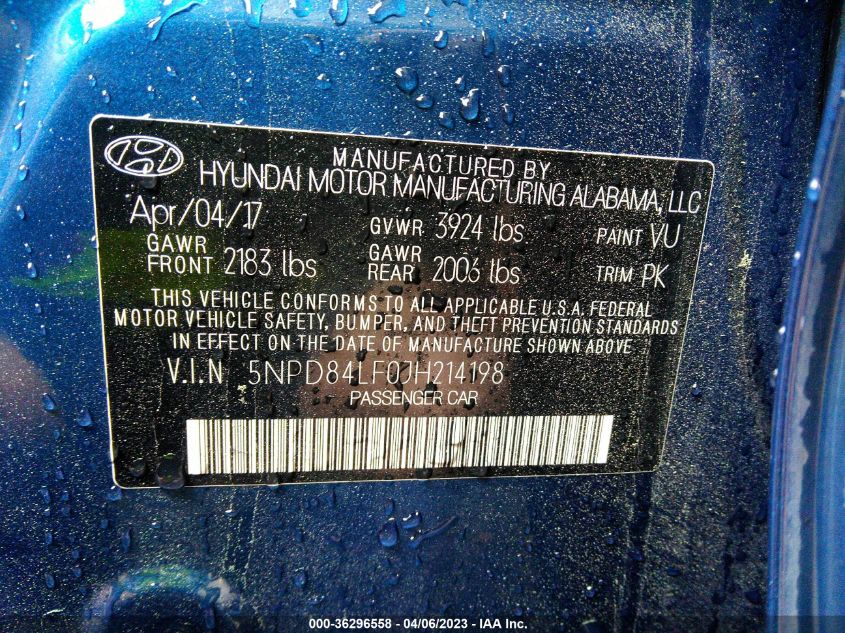 MANUFACTURED BY
HYUNDAI MOTOR MANUFACTURING ALABAMA, LLC
Apr/04/17 GVWR 3924 lbs PAINT VU
GAWR FRONT 2183 lbs GAWR REAR 2006 lbs TRIM PK
THIS VEHICLE CONFORMS TO ALL APPLICABLE U.S.A. FEDERAL
MOTOR VEHICLE SAFETY, BUMPER, AND THEFT PREVENTION STANDARDS
IN EFFECT ON THE DATE OF MANUFACTURE SHOWN ABOVE.
V.I.N 5NPD84LF0JH214198
PASSENGER CAR
000-36296558 - 04/06/2023 - IAA Inc.